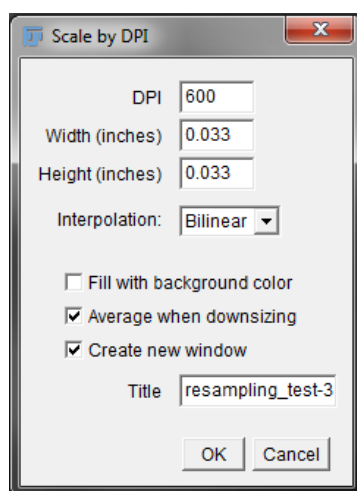 Scale by DPI
DPI 600
Width (inches) 0.033
Height (inches) 0.033
Interpolation: Bilinear
Fill with background color
Average when downsizing
Create new window
Title resampling_test-3
OK Cancel